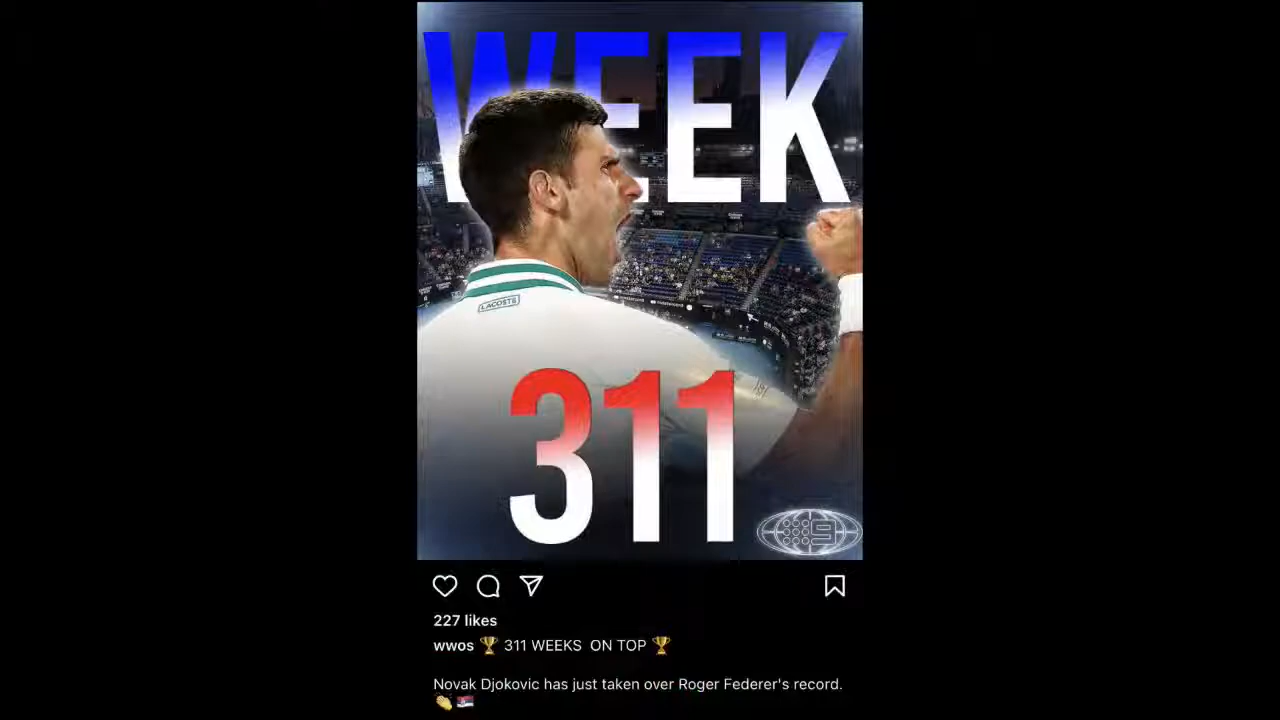 WEEK
LACOSTE
311
9
227 likes
wwos 🏆 311 WEEKS  ON TOP 🏆
Novak Djokovic has just taken over Roger Federer's record.
👏🇷🇸